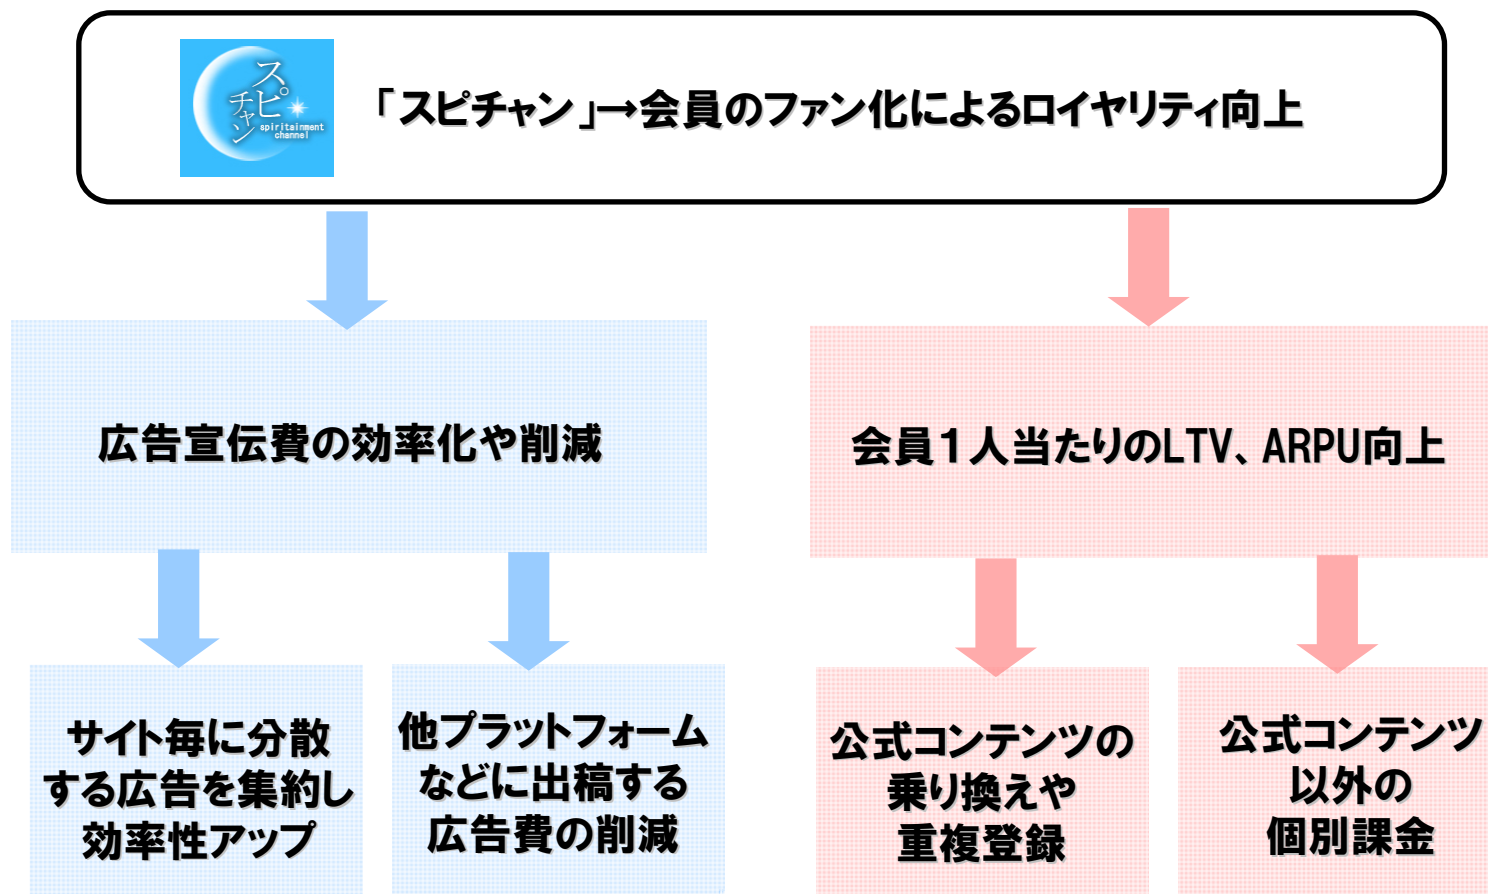 スピ
チャン
spiritainment
channel
「スピチャン」→会員のファン化によるロイヤリティ向上
広告宣伝費の効率化や削減
会員１人当たりのLTV、ARPU向上
サイト毎に分散
する広告を集約し
効率性アップ
他プラットフォーム
などに出稿する
広告費の削減
公式コンテンツの
乗り換えや
重複登録
公式コンテンツ
以外の
個別課金